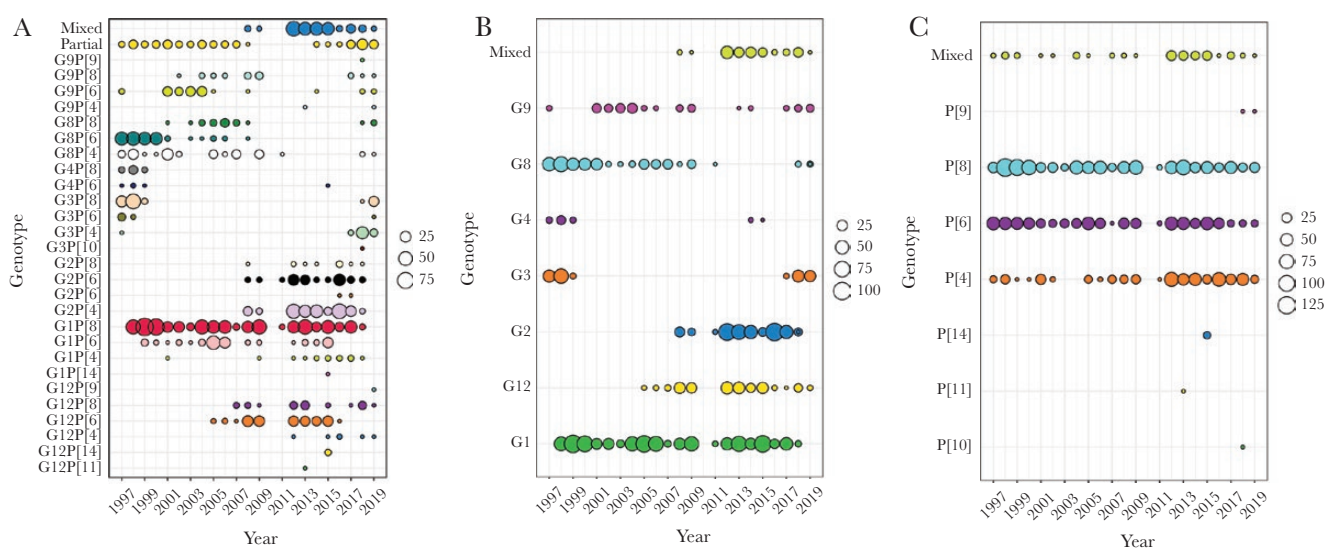 A
Genotype
Mixed
Partial
G9P[9]
G9P[8]
G9P[6]
G9P[4]
G8P[8]
G8P[6]
G8P[4]
G4P[8]
G4P[6]
G3P[8]
G3P[6]
G3P[4]
G3P[10]
G2P[8]
G2P[6]
G2P[6]
G2P[4]
G1P[8]
G1P[6]
G1P[4]
G1P[14]
G12P[9]
G12P[8]
G12P[6]
G12P[4]
G12P[14]
G12P[11]
1997 1999 2001 2003 2005 2007 2009 2011 2013 2015 2017 2019
Year
25
50
75
B
Genotype
Mixed
G9
G8
G4
G3
G2
G12
G1
1997 1999 2001 2003 2005 2007 2009 2011 2013 2015 2017 2019
Year
25
50
75
100
C
Genotype
Mixed
P[9]
P[8]
P[6]
P[4]
P[14]
P[11]
P[10]
1997 1999 2001 2003 2005 2007 2009 2011 2013 2015 2017 2019
Year
25
50
75
100
125